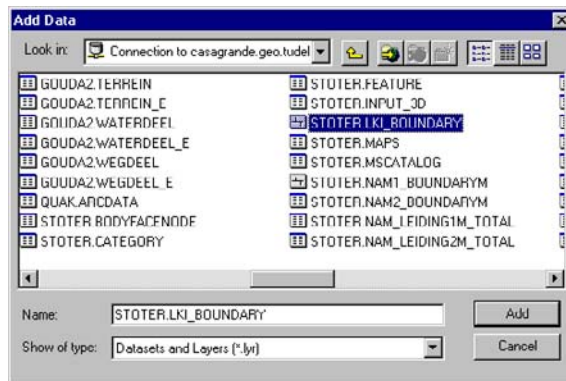 Add Data
Look in: Connection to casagrande.geo.tudel
GOUDA2.TERREIN
GOUDA2.TERREIN_E
GOUDA2.WATERDEEL
GOUDA2.WATERDEEL_E
GOUDA2.WEGDEEL
GOUDA2.WEGDEEL_E
QUAK.ARCDATA
STOTER.BODYFACENODE
STOTER.CATEGORY
STOTER.FEATURE
STOTER.INPUT_3D
STOTER.LKI_BOUNDARY
STOTER.MAPS
STOTER.MSCATALOG
STOTER.NAM1_BOUNDARYM
STOTER.NAM2_BOUNDARYM
STOTER.NAM_LEIDING1M_TOTAL
STOTER.NAM_LEIDING2M_TOTAL
Name: STOTER.LKI_BOUNDARY
Add
Show of type: Datasets and Layers (*.lyr)
Cancel